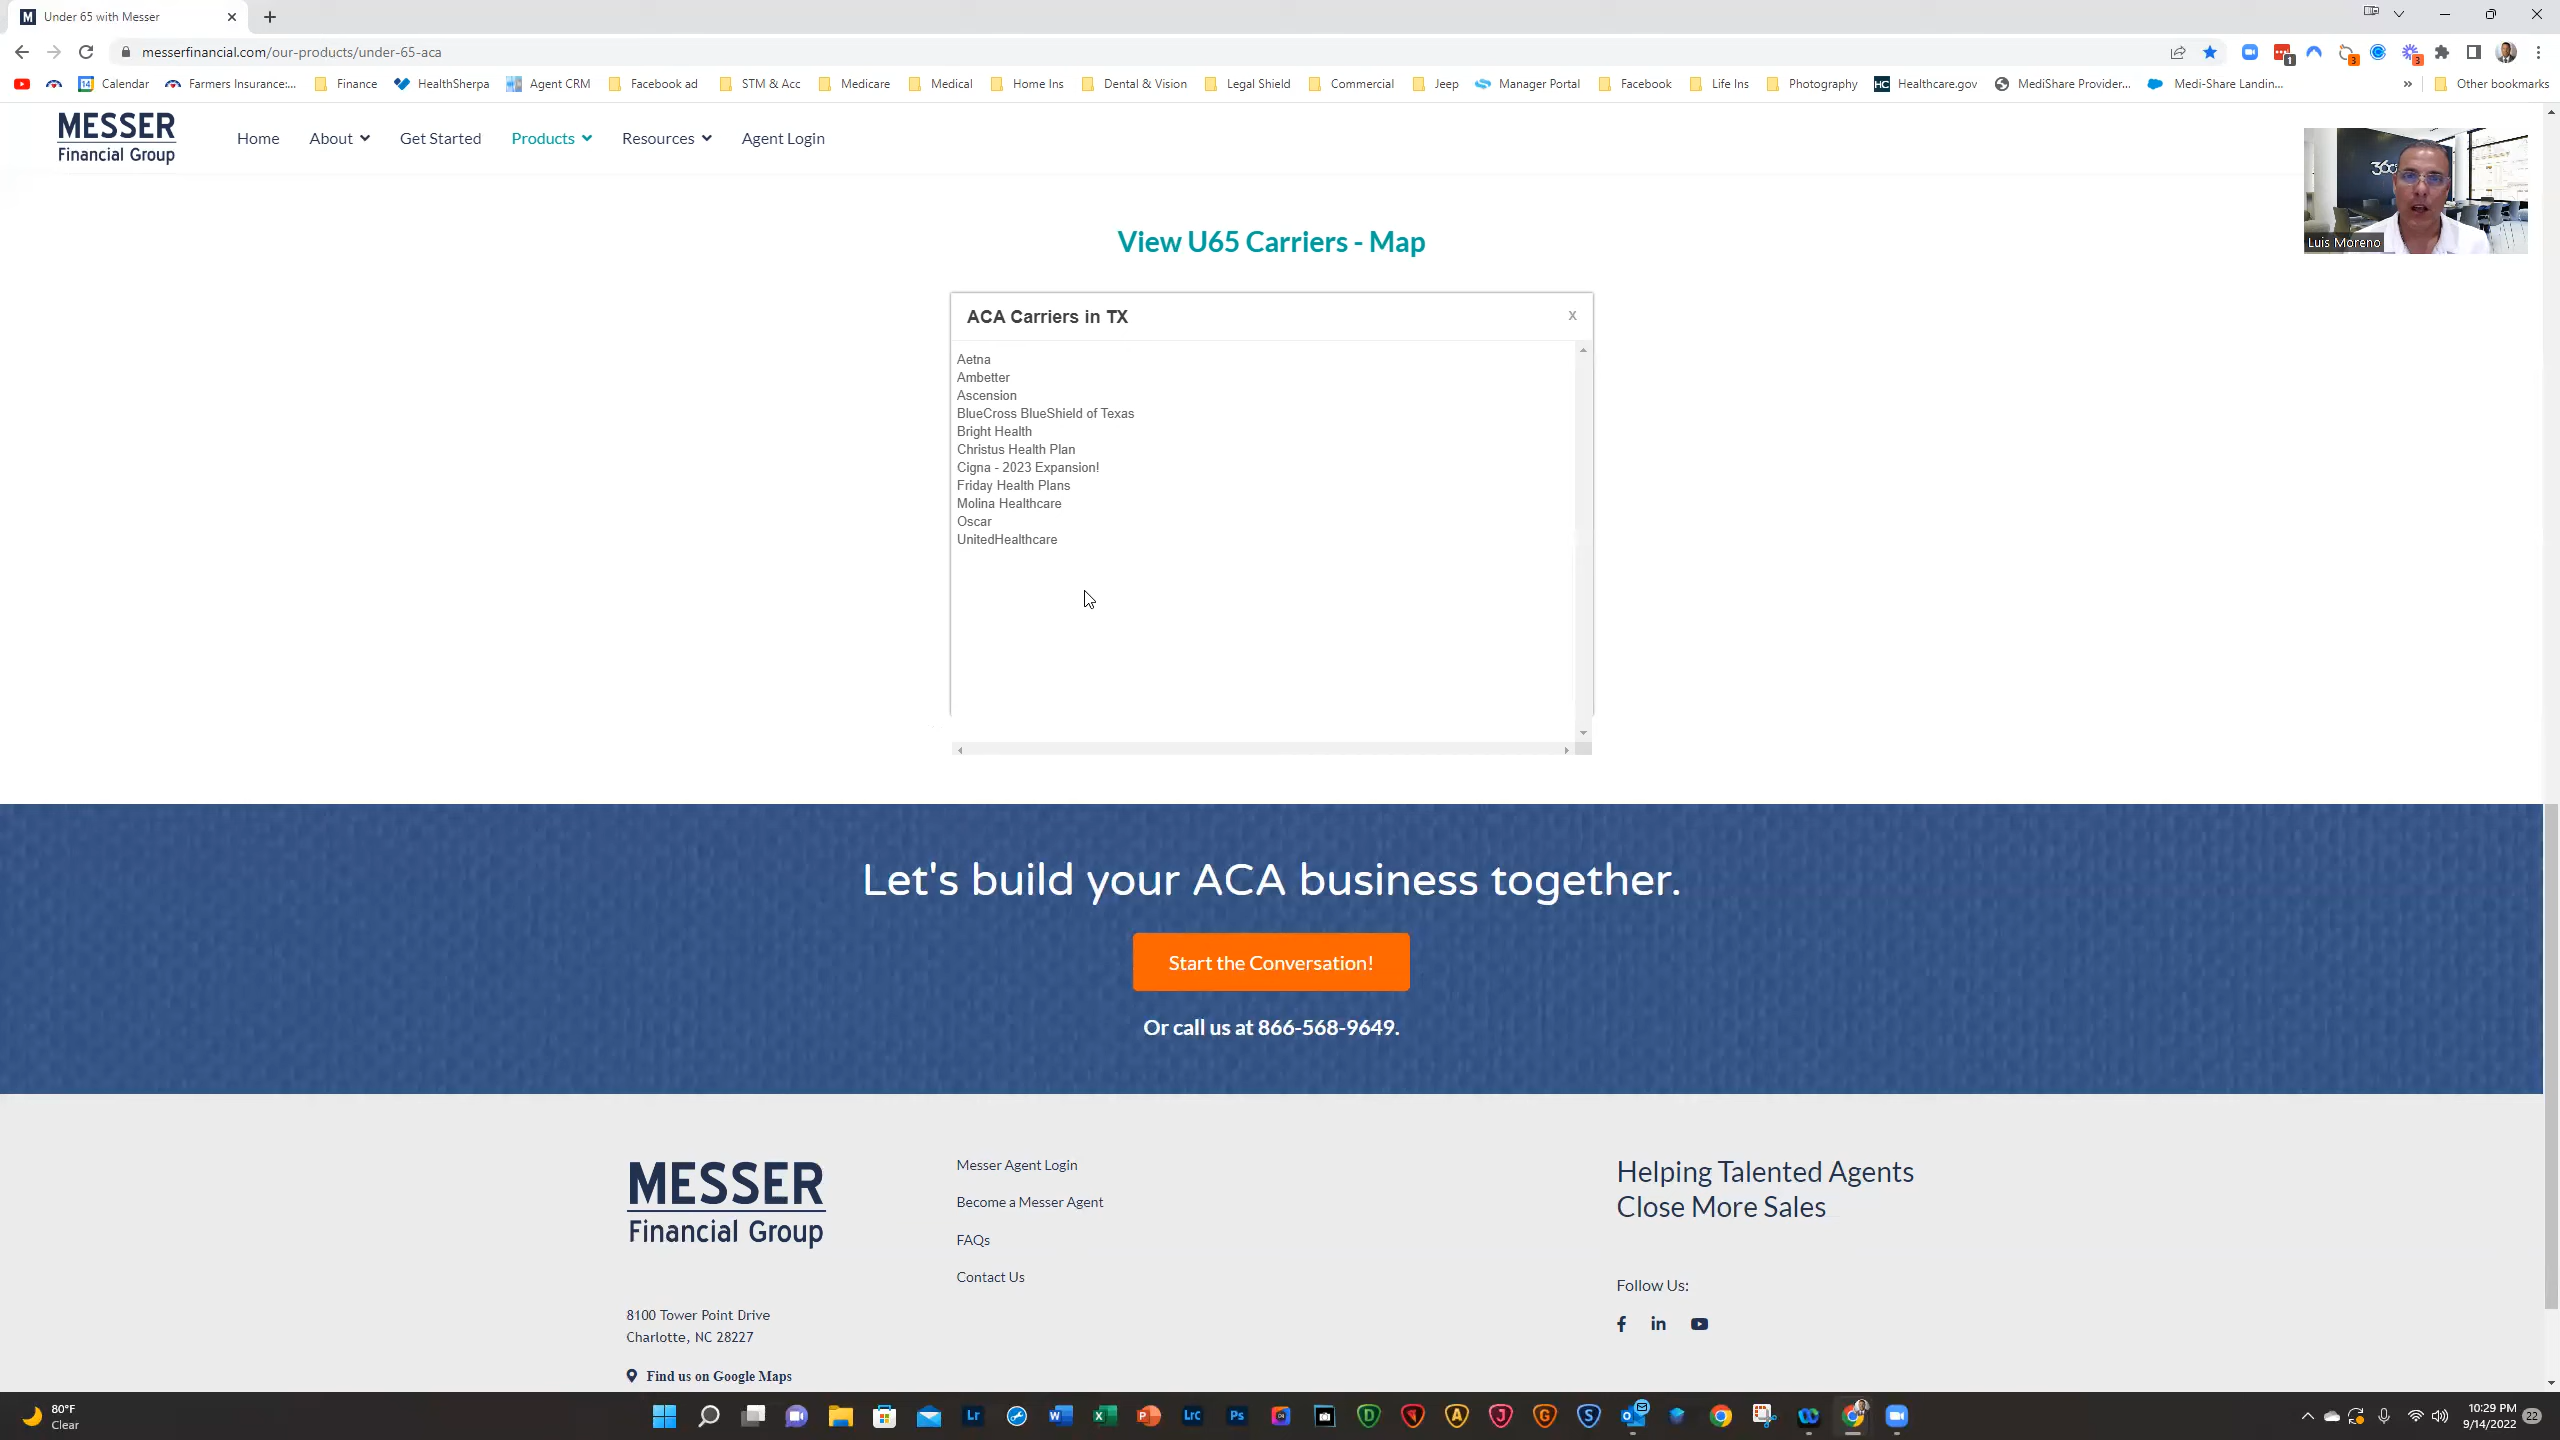 Under 65 with Messer
messerfinancial.com/our-products/under-65-aca
Calendar
Farmers Insurance:...
Finance
HealthSherpa
Agent CRM
Facebook ad
STM & Acc
Medicare
Medical
Home Ins
Dental & Vision
Legal Shield
Commercial
Jeep
Manager Portal
Facebook
Life Ins
Photography
Healthcare.gov
MediShare Provider...
Medi-Share Landin...
Other bookmarks
MESSER
Financial Group
Home
About
Get Started
Products
Resources
Agent Login
Luis Moreno
View U65 Carriers - Map
ACA Carriers in TX
X
Aetna
Ambetter
Ascension
BlueCross BlueShield of Texas
Bright Health
Christus Health Plan
Cigna - 2023 Expansion!
Friday Health Plans
Molina Healthcare
Oscar
UnitedHealthcare
Let's build your ACA business together.
Start the Conversation!
Or call us at 866-568-9649.
MESSER
Financial Group
8100 Tower Point Drive
Charlotte, NC 28227
Find us on Google Maps
Messer Agent Login
Become a Messer Agent
FAQs
Contact Us
Helping Talented Agents
Close More Sales
Follow Us:
80°F
Clear
10:29 PM
9/14/2022
22